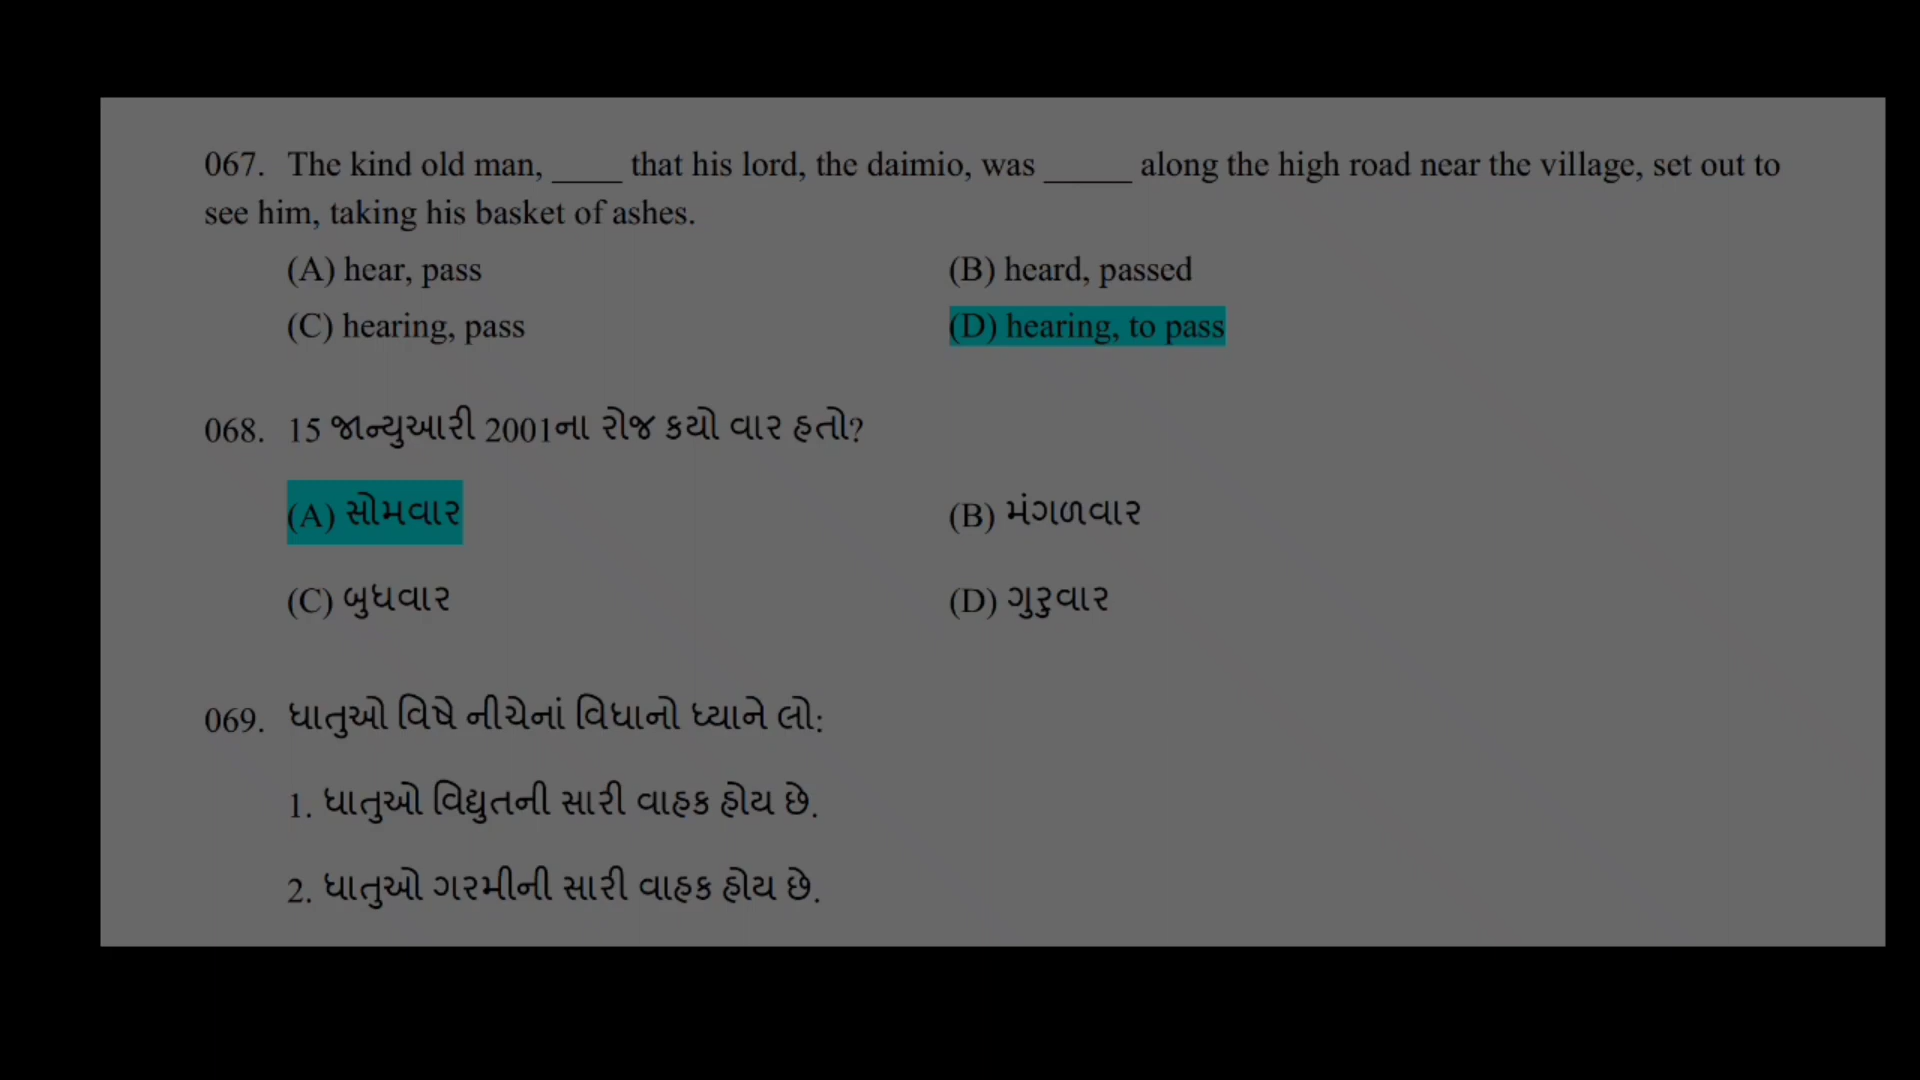 067. The kind old man, ____ that his lord, the daimio, was _____ along the high road near the village, set out to
see him, taking his basket of ashes.
(A) hear, pass (B) heard, passed
(C) hearing, pass (D) hearing, to pass
068. 15 જાન્યુઆરી 2001ના રોજ કયો વાર હતો?
(A) સોમવાર (B) મંગળવાર
(C) બુધવાર (D) ગુરુવાર
069. ધાતુઓ વિષે નીચેનાં વિધાનો ધ્યાને લો:
1. ધાતુઓ વિદ્યુતની સારી વાહક હોય છે.
2. ધાતુઓ ગરમીની સારી વાહક હોય છે.